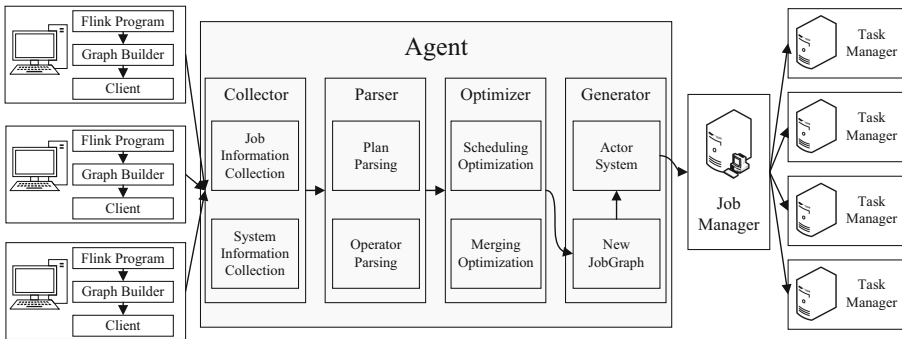 Flink Program
Graph Builder
Client
Flink Program
Graph Builder
Client
Flink Program
Graph Builder
Client
Agent
Collector
Job
Information
Collection
System
Information
Collection
Parser
Plan
Parsing
Operator
Parsing
Optimizer
Scheduling
Optimization
Merging
Optimization
Generator
Actor
System
New
JobGraph
Job
Manager
Task
Manager
Task
Manager
Task
Manager
Task
Manager